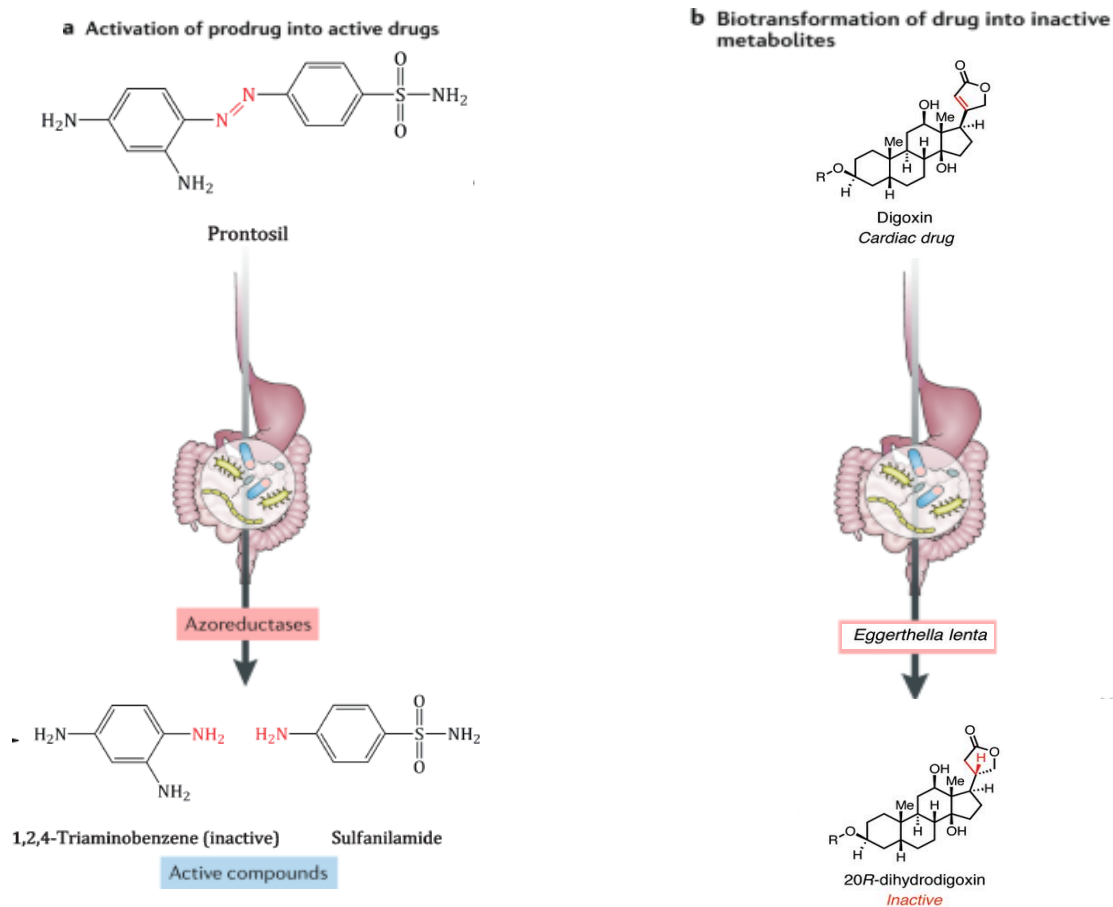 a Activation of prodrug into active drugs
H₂N
N
N
S
O
O
NH₂
NH₂
Prontosil
Azoreductases
H₂N
NH₂
NH₂
H₂N
S
O
O
NH₂
1,2,4-Triaminobenzene (inactive) Sulfanilamide
Active compounds
b Biotransformation of drug into inactive
metabolites
O
O
OH
Me
H
Me
H
H
OH
R
O
H
H
Digoxin
Cardiac drug
Eggerthella lenta
O
H
O
OH
Me
H
Me
H
H
OH
R
O
H
H
20R-dihydrodigoxin
Inactive